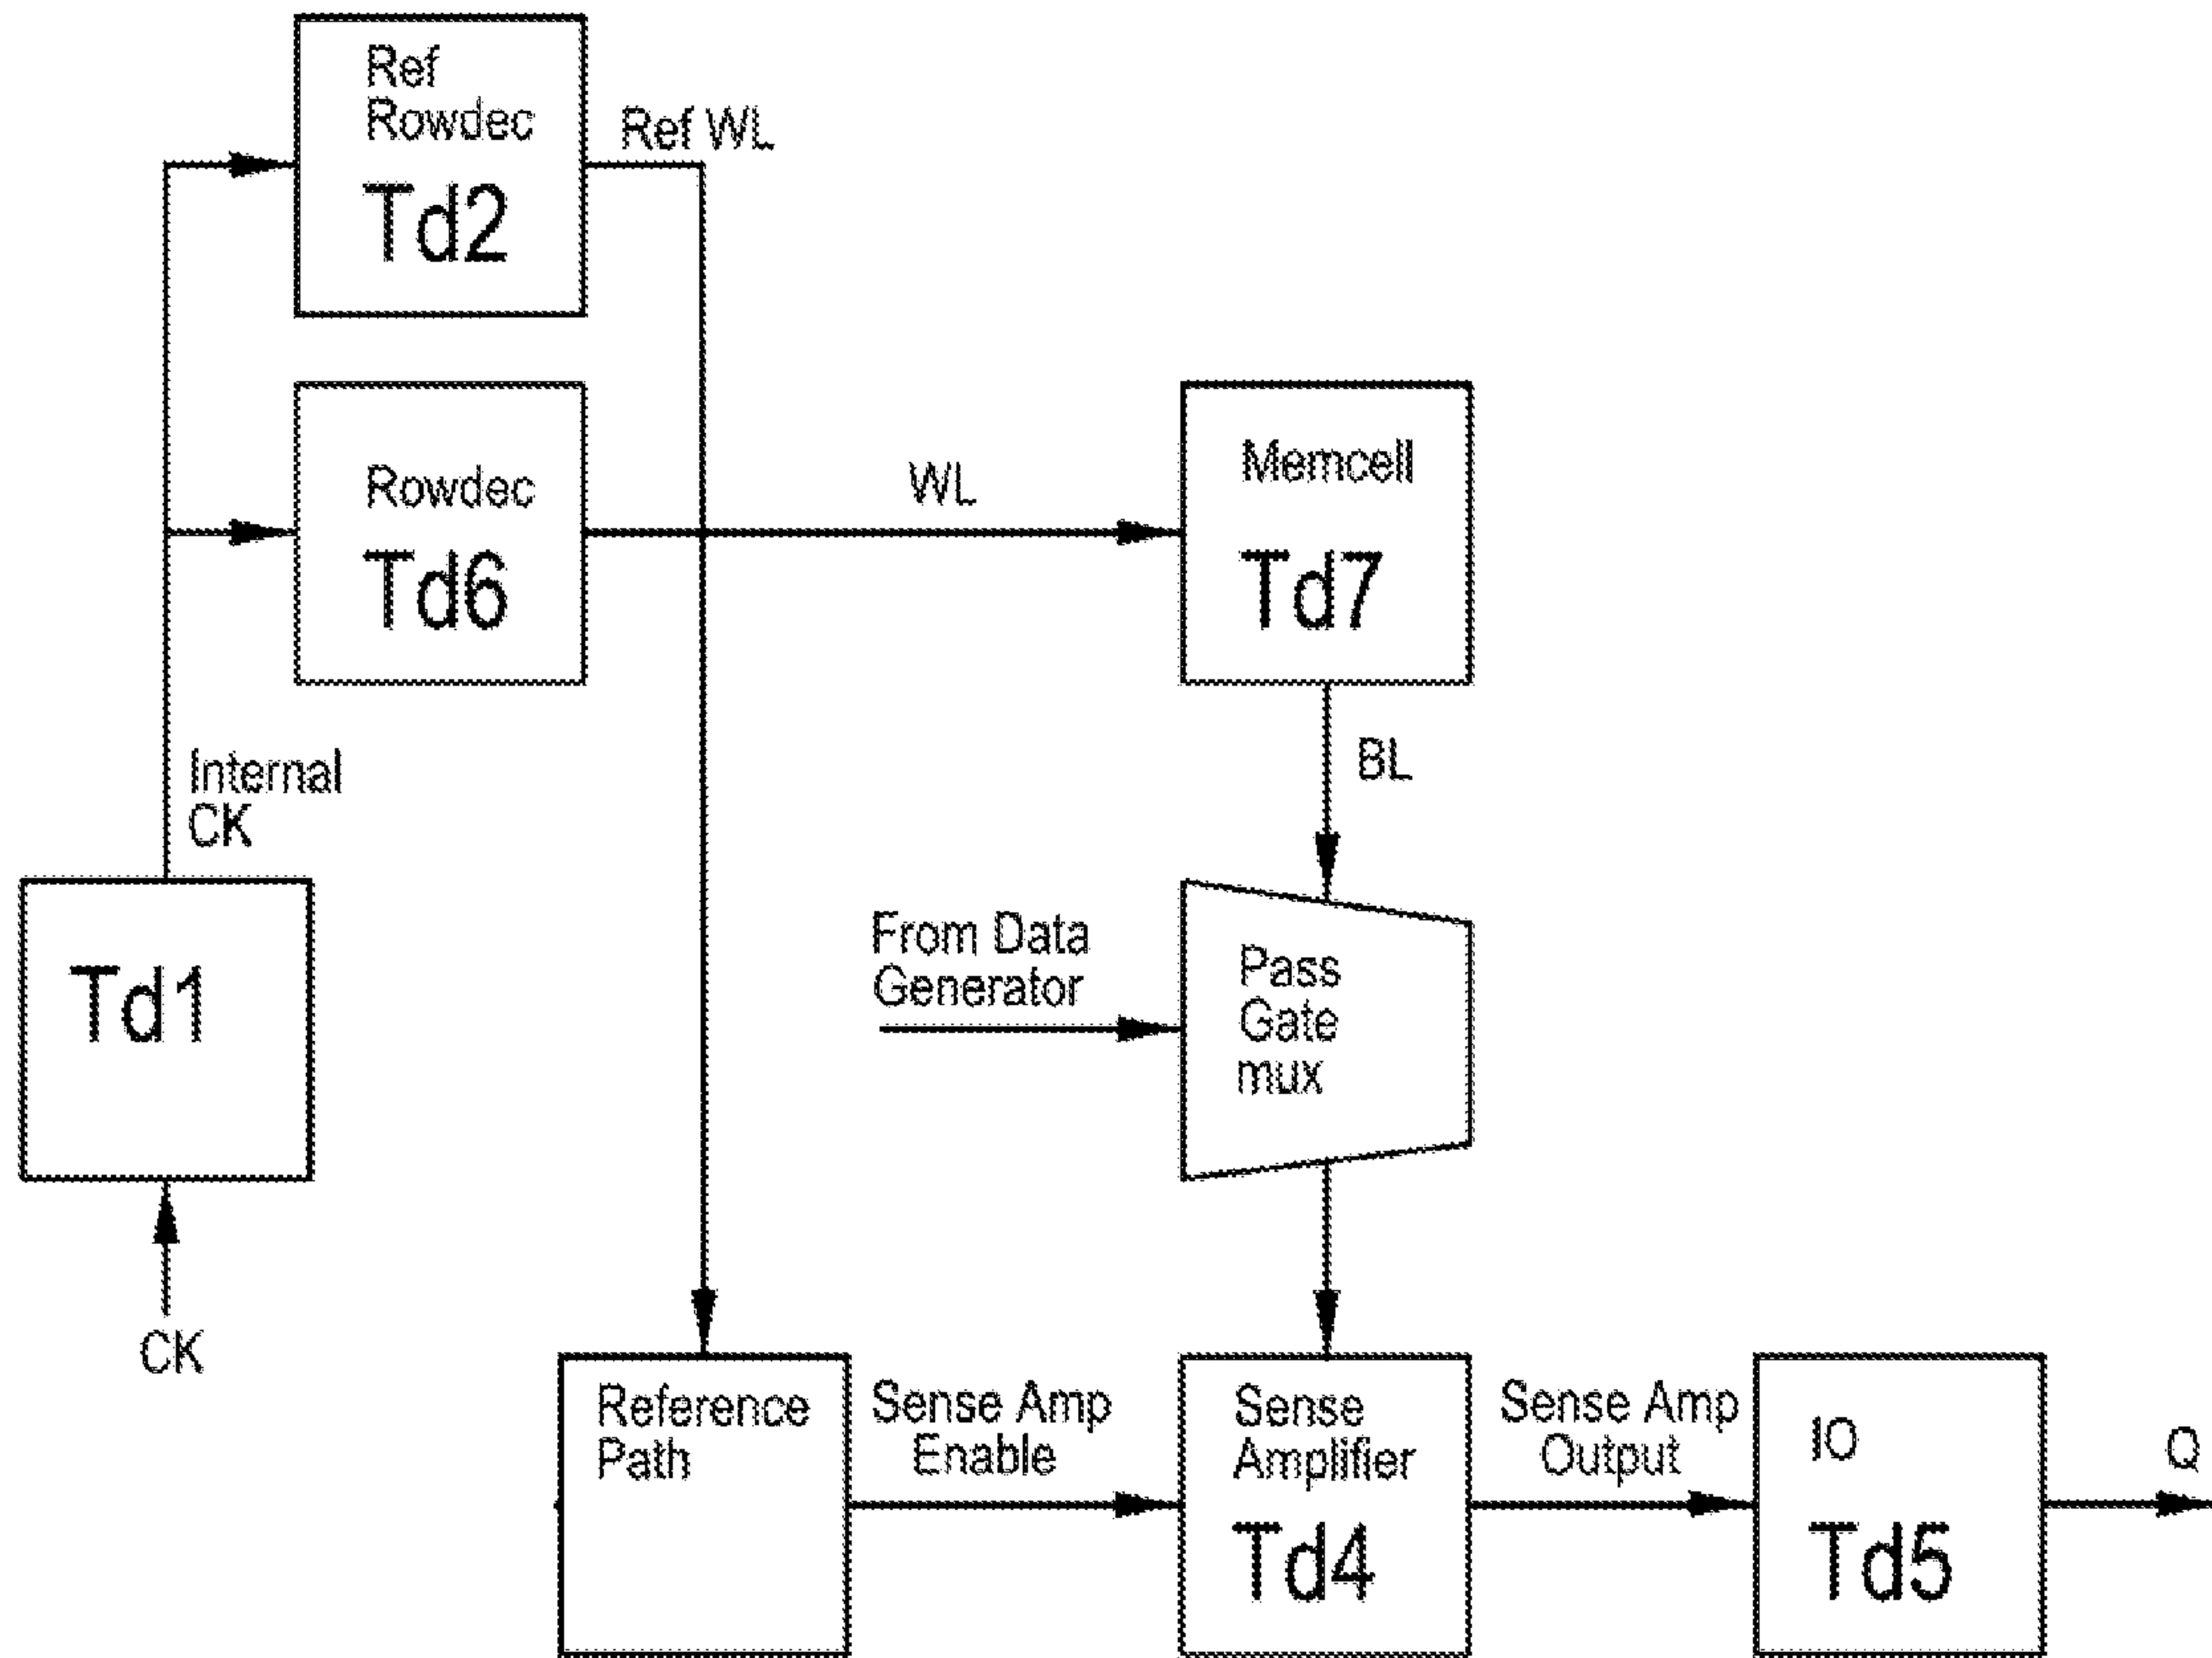 Ref
Rowdec
Td2
Ref WL
Rowdec
Td6
WL
Memcell
Td7
Internal
CK
BL
Td1
From Data
Generator
Pass
Gate
mux
CK
Reference
Path
Sense Amp
Enable
Sense
Amplifier
Td4
Sense Amp
Output
IO
Td5
Q